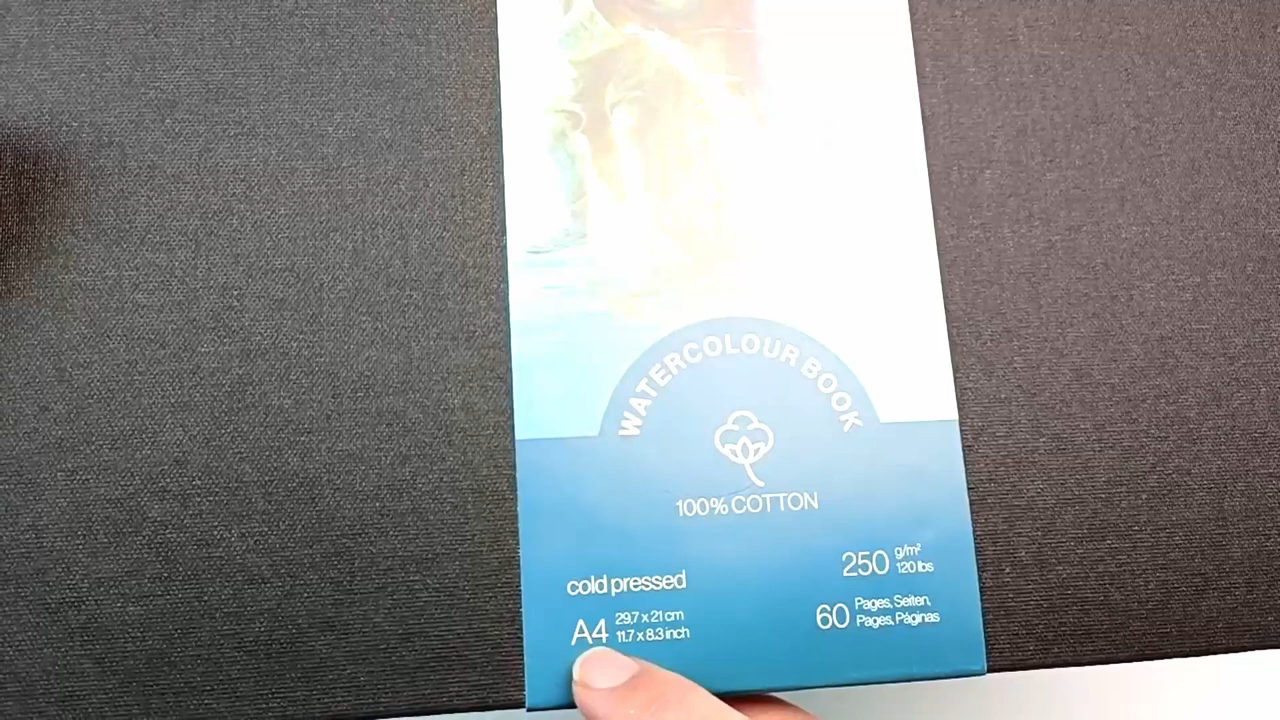 WATERCOLOUR BOOK
100% COTTON
cold pressed
A4
29,7 x 21 cm
11.7 x 8.3 inch
250
g/m²
120 lbs
60
Pages, Seiten,
Pages, Páginas